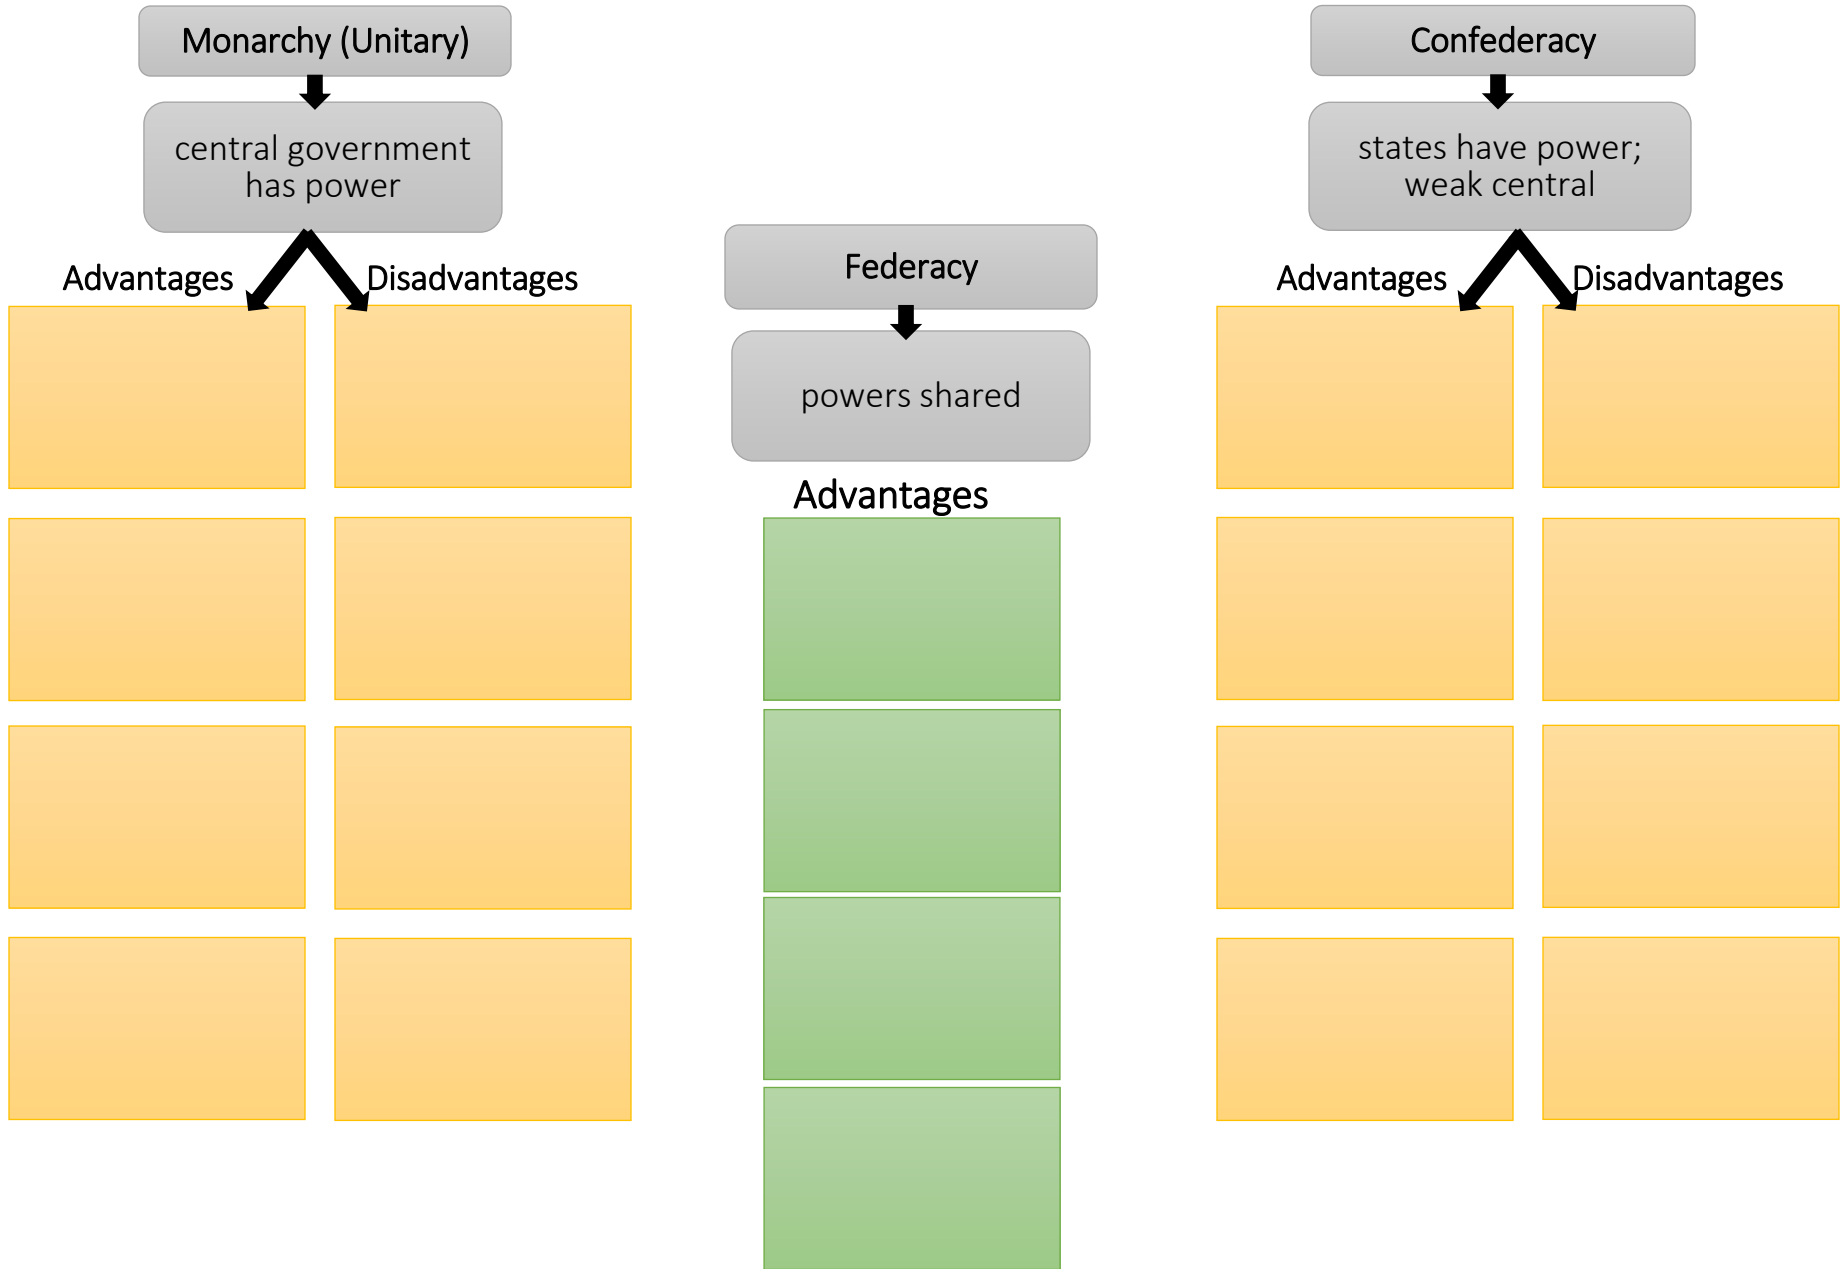 Monarchy (Unitary)
central government
has power
Advantages
Disadvantages
Federacy
powers shared
Advantages
Confederacy
states have power;
weak central
Advantages
Disadvantages